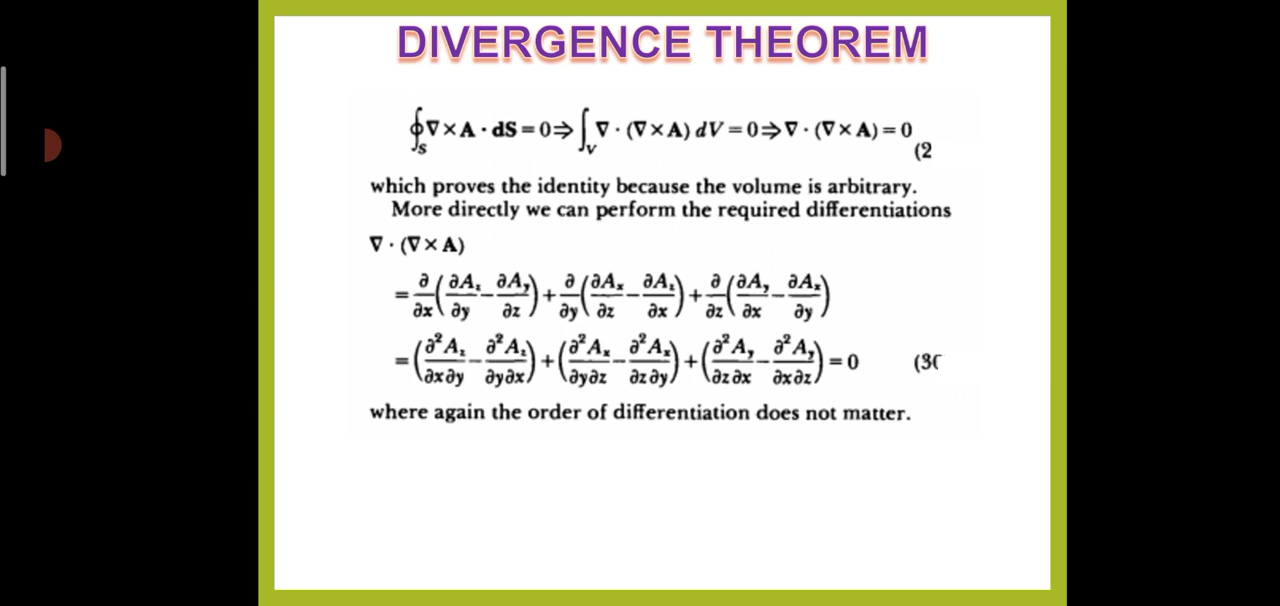 DIVERGENCE THEOREM
∮_S ∇ × A · dS = 0 ⇒ ∫_V ∇ · (∇ × A) dV = 0 ⇒ ∇ · (∇ × A) = 0
(2
which proves the identity because the volume is arbitrary.
More directly we can perform the required differentiations
∇ · (∇ × A)
= ∂/∂x(∂A_z/∂y − ∂A_y/∂z) + ∂/∂y(∂A_x/∂z − ∂A_z/∂x) + ∂/∂z(∂A_y/∂x − ∂A_x/∂y)
= (∂²A_z/∂x∂y − ∂²A_z/∂y∂x) + (∂²A_x/∂y∂z − ∂²A_x/∂z∂y) + (∂²A_y/∂z∂x − ∂²A_y/∂x∂z) = 0 (3
where again the order of differentiation does not matter.